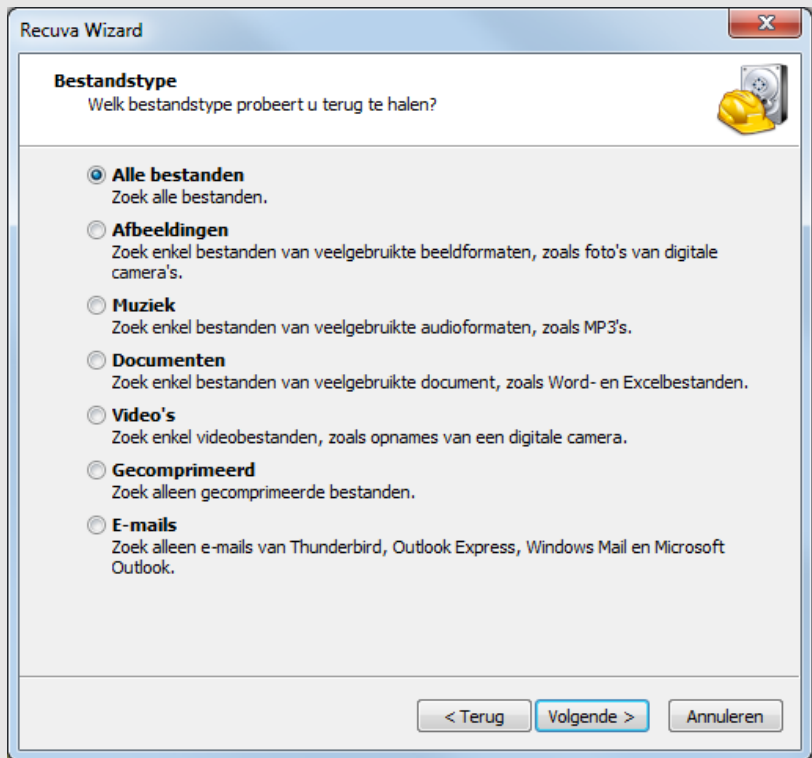 Recuva Wizard
Bestandstype
Welk bestandstype probeert u terug te halen?
Alle bestanden
Zoek alle bestanden.
Afbeeldingen
Zoek enkel bestanden van veelgebruikte beeldformaten, zoals foto's van digitale
camera's.
Muziek
Zoek enkel bestanden van veelgebruikte audioformaten, zoals MP3's.
Documenten
Zoek enkel bestanden van veelgebruikte document, zoals Word- en Excelbestanden.
Video's
Zoek enkel videobestanden, zoals opnames van een digitale camera.
Gecomprimeerd
Zoek alleen gecomprimeerde bestanden.
E-mails
Zoek alleen e-mails van Thunderbird, Outlook Express, Windows Mail en Microsoft
Outlook.
< Terug Volgende > Annuleren